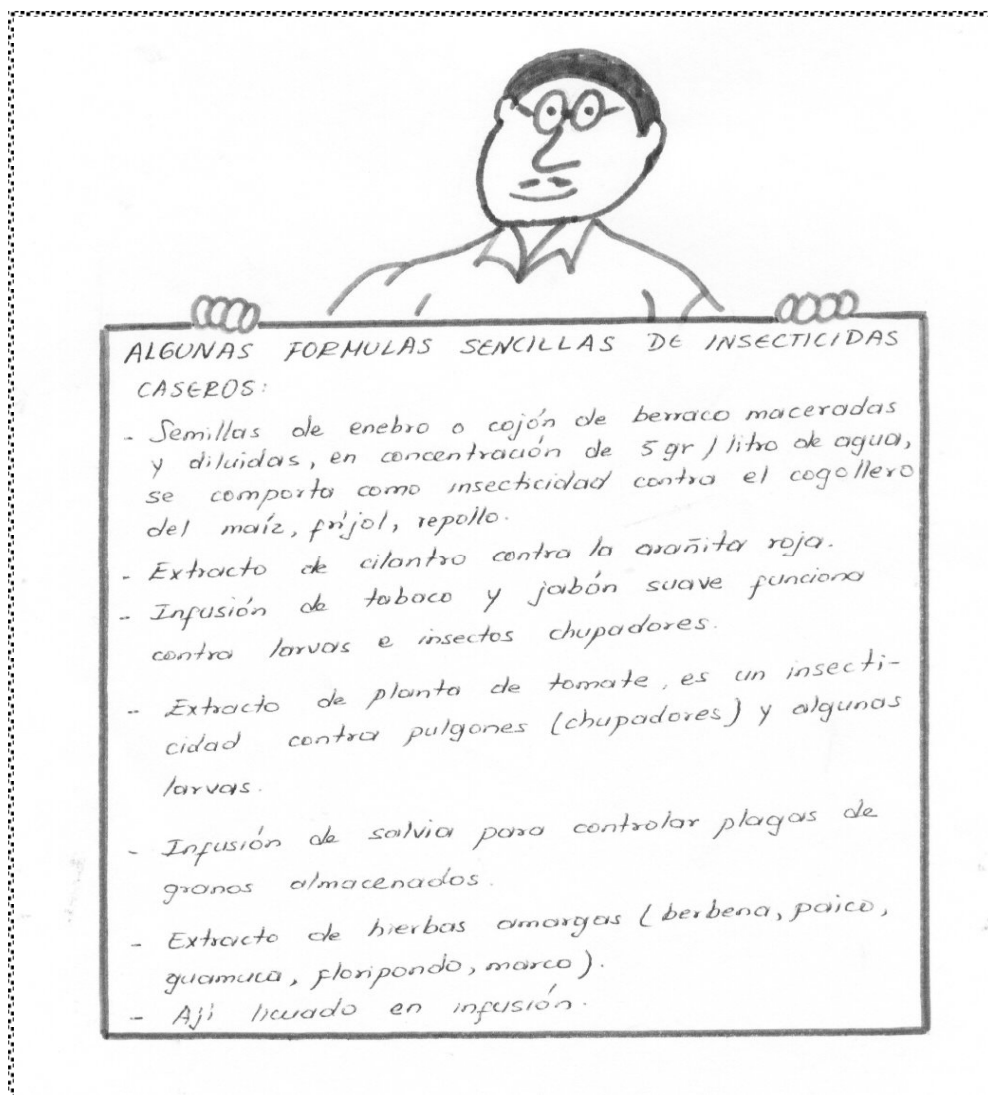 ALGUNAS FORMULAS SENCILLAS DE INSECTICIDAS
CASEROS:
- Semillas de enebro o cojón de berraco maceradas
y diluidas, en concentración de 5 gr / litro de agua,
se comporta como insecticidad contra el cogollero
del maíz, fríjol, repollo.
- Extracto de cilantro contra la arañita roja.
- Infusión de tabaco y jabón suave funciona
contra larvas e insectos chupadores.
- Extracto de planta de tomate, es un insecti-
cidad contra pulgones (chupadores) y algunas
larvas.
- Infusión de salvia para controlar plagas de
granos almacenados.
- Extracto de hierbas amargas (berbena, paico,
guamuca, floripondo, marco).
- Ají licuado en infusión.